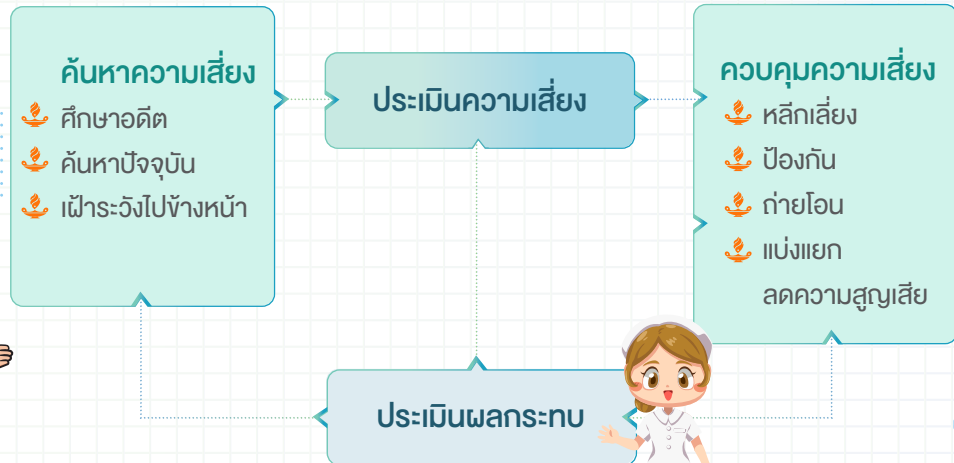 ค้นหาความเสี่ยง
ศึกษาอดีต
ค้นหาปัจจุบัน
เฝ้าระวังไปข้างหน้า
ประเมินความเสี่ยง
ควบคุมความเสี่ยง
หลีกเลี่ยง
ป้องกัน
ถ่ายโอน
แบ่งแยก
ลดความสูญเสีย
ประเมินผลกระทบ